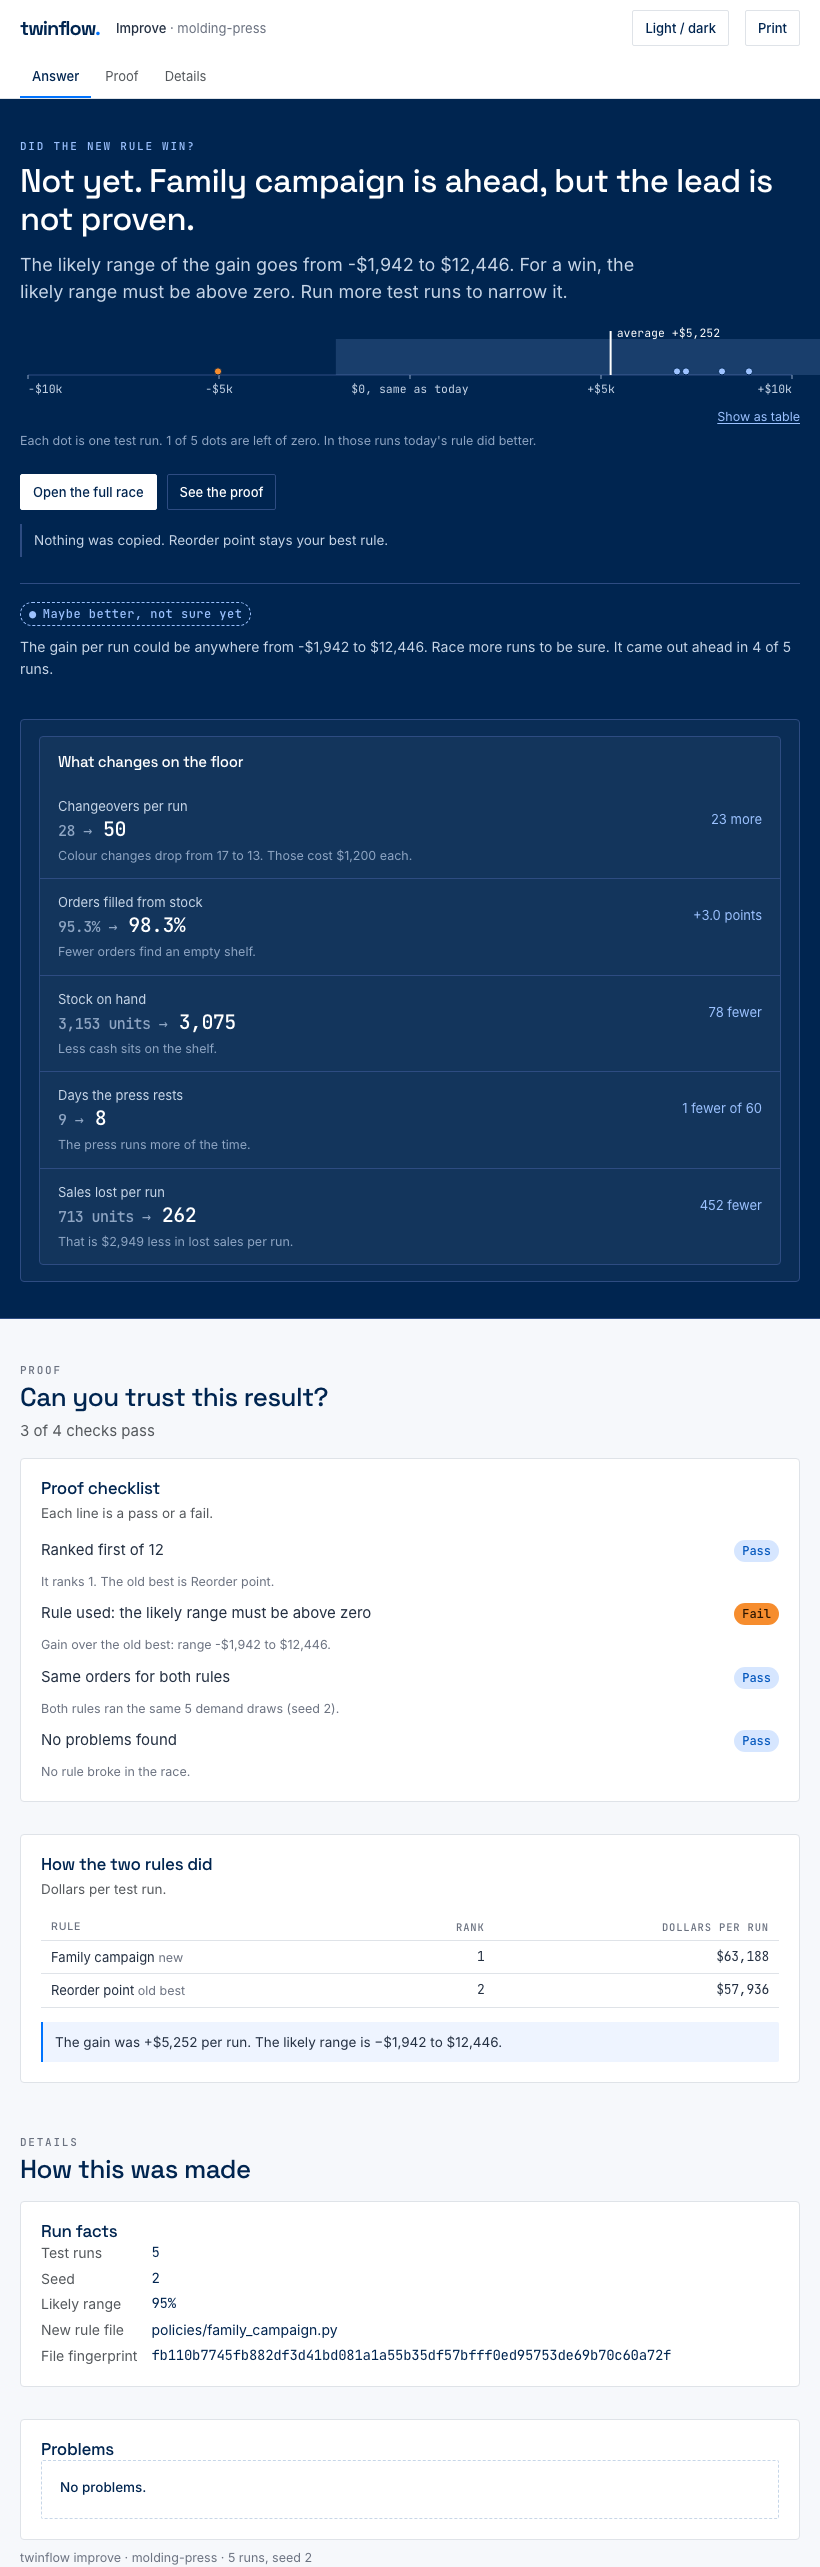 twinflow. Improve · molding-press Light / dark Print
Answer Proof Details
DID THE NEW RULE WIN?
Not yet. Family campaign is ahead, but the lead is
not proven.
The likely range of the gain goes from -$1,942 to $12,446. For a win, the
likely range must be above zero. Run more test runs to narrow it.
average +$5,252
-$10k -$5k $0, same as today +$5k +$10k
Show as table
Each dot is one test run. 1 of 5 dots are left of zero. In those runs today's rule did better.
Open the full race See the proof
Nothing was copied. Reorder point stays your best rule.
Maybe better, not sure yet
The gain per run could be anywhere from -$1,942 to $12,446. Race more runs to be sure. It came out ahead in 4 of 5
runs.
What changes on the floor
Changeovers per run
28 → 50 23 more
Colour changes drop from 17 to 13. Those cost $1,200 each.
Orders filled from stock
95.3% → 98.3% +3.0 points
Fewer orders find an empty shelf.
Stock on hand
3,153 units → 3,075 78 fewer
Less cash sits on the shelf.
Days the press rests
9 → 8 1 fewer of 60
The press runs more of the time.
Sales lost per run
713 units → 262 452 fewer
That is $2,949 less in lost sales per run.
PROOF
Can you trust this result?
3 of 4 checks pass
Proof checklist
Each line is a pass or a fail.
Ranked first of 12 Pass
It ranks 1. The old best is Reorder point.
Rule used: the likely range must be above zero Fail
Gain over the old best: range -$1,942 to $12,446.
Same orders for both rules Pass
Both rules ran the same 5 demand draws (seed 2).
No problems found Pass
No rule broke in the race.
How the two rules did
Dollars per test run.
RULE RANK DOLLARS PER RUN
Family campaign new 1 $63,188
Reorder point old best 2 $57,936
The gain was +$5,252 per run. The likely range is −$1,942 to $12,446.
DETAILS
How this was made
Run facts
Test runs 5
Seed 2
Likely range 95%
New rule file policies/family_campaign.py
File fingerprint fb110b7745fb882df3d41bd081a1a55b35df57bfff0ed95753de69b70c60a72f
Problems
No problems.
twinflow improve · molding-press · 5 runs, seed 2